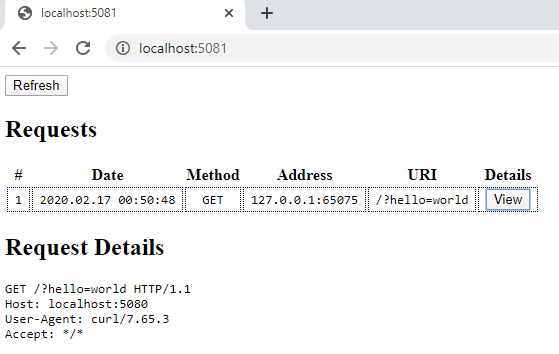 localhost:5081
localhost:5081
Refresh
Requests
# Date Method Address URI Details
1 2020.02.17 00:50:48 GET 127.0.0.1:65075 /?hello=world View
Request Details
GET /?hello=world HTTP/1.1
Host: localhost:5080
User-Agent: curl/7.65.3
Accept: */*